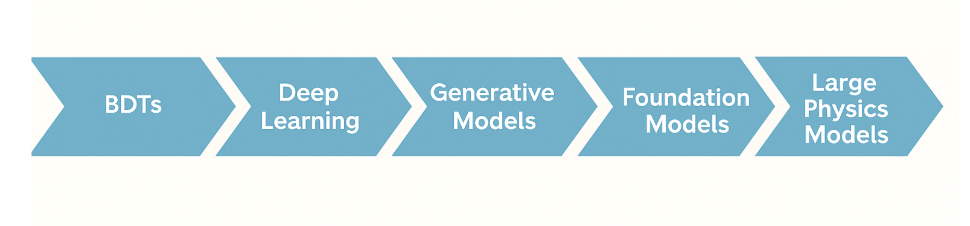 BDTs
Deep
Learning
Generative
Models
Foundation
Models
Large
Physics
Models